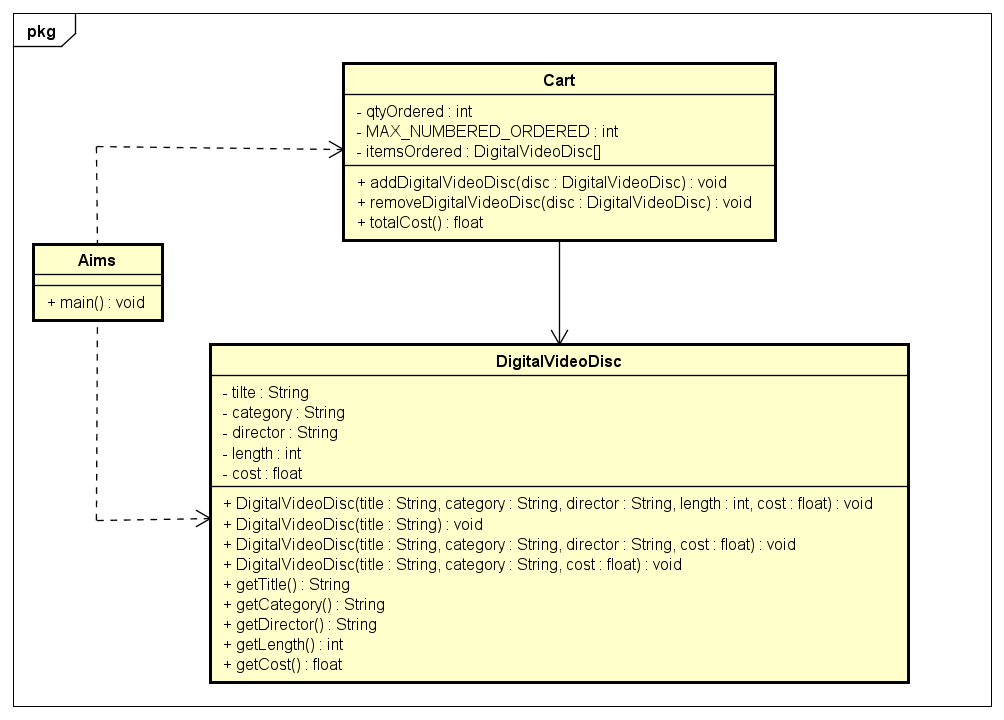 pkg
Cart
- qtyOrdered : int
- MAX_NUMBERED_ORDERED : int
- itemsOrdered : DigitalVideoDisc[]
+ addDigitalVideoDisc(disc : DigitalVideoDisc) : void
+ removeDigitalVideoDisc(disc : DigitalVideoDisc) : void
+ totalCost() : float
Aims
+ main() : void
DigitalVideoDisc
- tilte : String
- category : String
- director : String
- length : int
- cost : float
+ DigitalVideoDisc(title : String, category : String, director : String, length : int, cost : float) : void
+ DigitalVideoDisc(title : String) : void
+ DigitalVideoDisc(title : String, category : String, director : String, cost : float) : void
+ DigitalVideoDisc(title : String, category : String, cost : float) : void
+ getTitle() : String
+ getCategory() : String
+ getDirector() : String
+ getLength() : int
+ getCost() : float